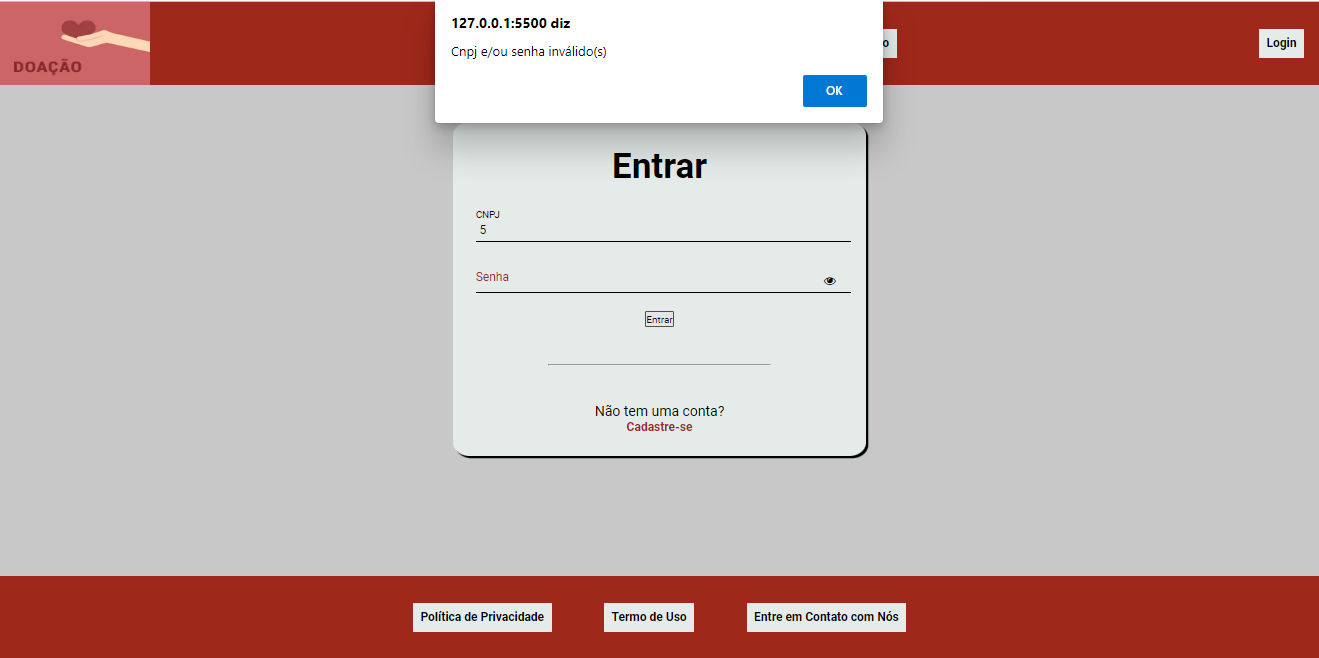 127.0.0.1:5500 diz
Cnpj e/ou senha inválido(s)
OK
DOAÇÃO
o
Login
Entrar
CNPJ
5
Senha
Entrar
Não tem uma conta?
Cadastre-se
Política de Privacidade
Termo de Uso
Entre em Contato com Nós